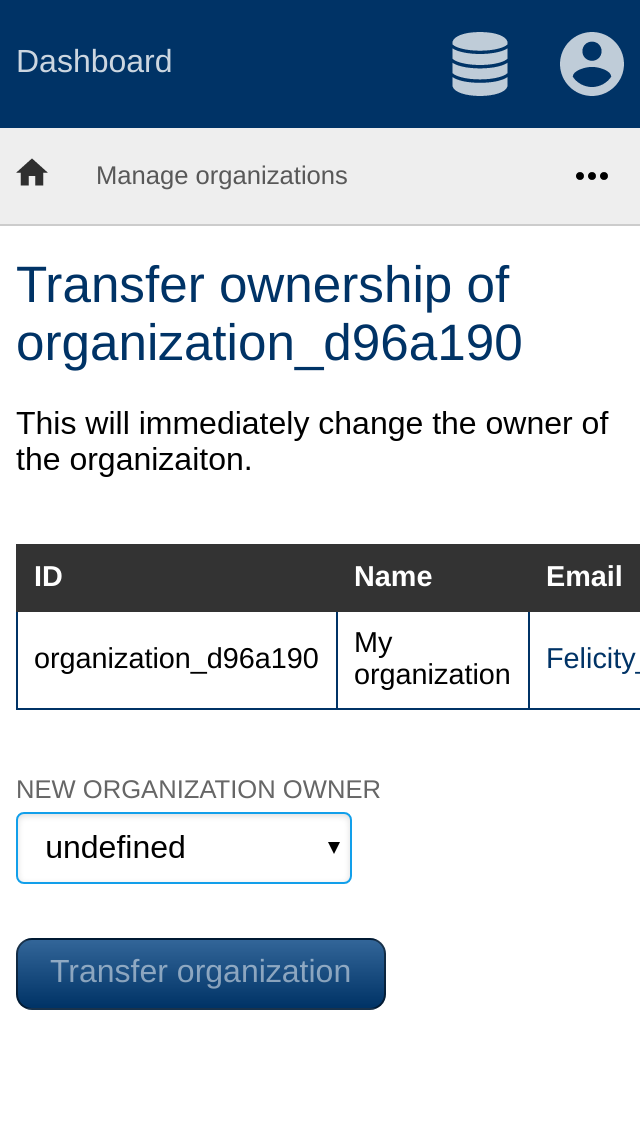 Dashboard
Manage organizations
Transfer ownership of
organization_d96a190
This will immediately change the owner of
the organizaiton.
ID Name Email
organization_d96a190 My organization Felicity_
NEW ORGANIZATION OWNER
undefined
Transfer organization